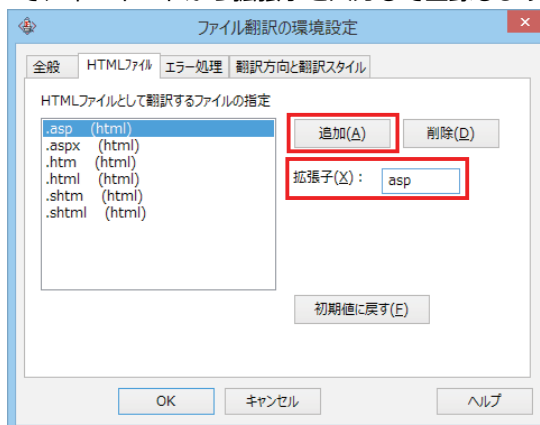 ファイル翻訳の環境設定
全般 HTMLファイル エラー処理 翻訳方向と翻訳スタイル
HTMLファイルとして翻訳するファイルの指定
.asp (html)
.aspx (html)
.htm (html)
.html (html)
.shtm (html)
.shtml (html)
追加(A) 削除(D)
拡張子(X)： asp
初期値に戻す(F)
OK キャンセル ヘルプ